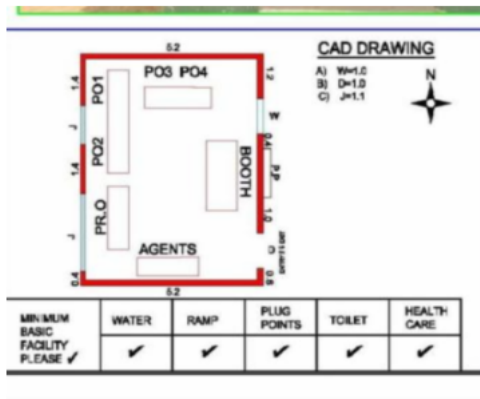 5.2
CAD DRAWING
A) W=1.0
B) D=1.0
C) J=1.1
N
PO3 PO4
1.2
1.4
PO1
J
W
PO2
0.4
1.4
BOOTH
P.P
PR.O
1.0
J
AGENTS
D
0.4
5.2
MINIMUM BASIC FACILITY PLEASE ✓
WATER
RAMP
PLUG POINTS
TOILET
HEALTH CARE
✓ ✓ ✓ ✓ ✓